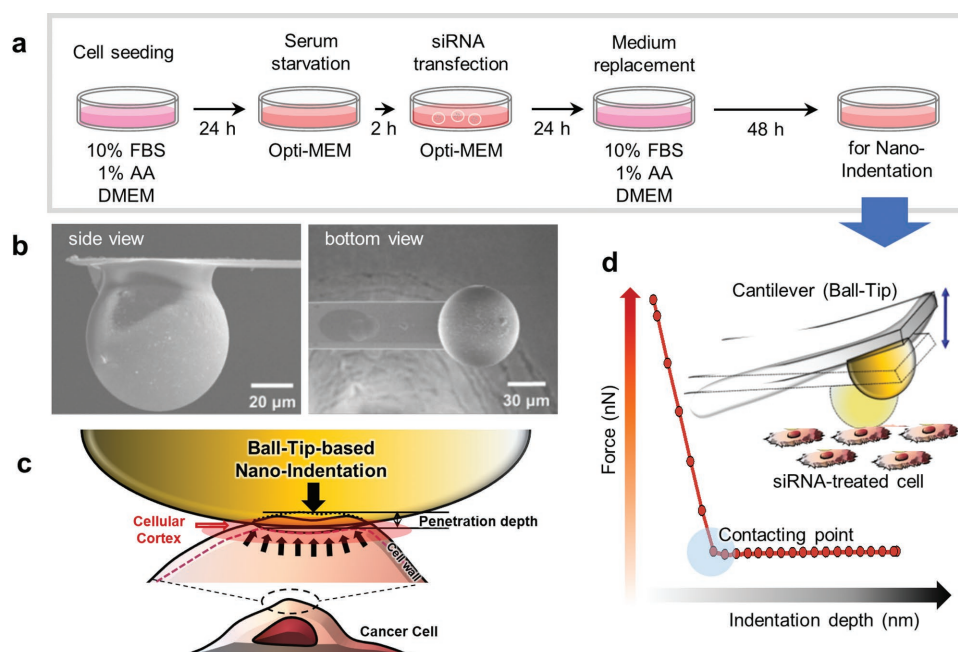 a
Cell seeding
Serum
starvation
siRNA
transfection
Medium
replacement
24 h
2 h
24 h
48 h
10% FBS
1% AA
DMEM
Opti-MEM
Opti-MEM
10% FBS
1% AA
DMEM
for Nano-
Indentation
b
side view
20 µm
bottom view
30 µm
c
Ball-Tip-based
Nano-Indentation
Cellular
Cortex
Penetration depth
Cell wall
Cancer Cell
d
Cantilever (Ball-Tip)
Force (nN)
siRNA-treated cell
Contacting point
Indentation depth (nm)